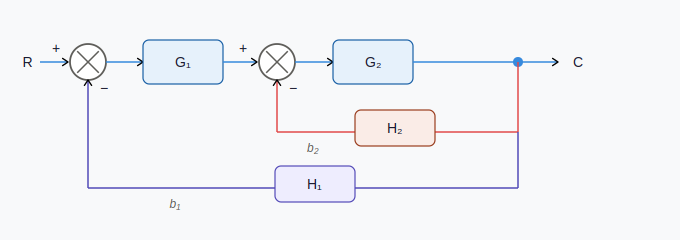 +
+
R
G₁
G₂
C
−
−
H₂
b₂
H₁
b₁